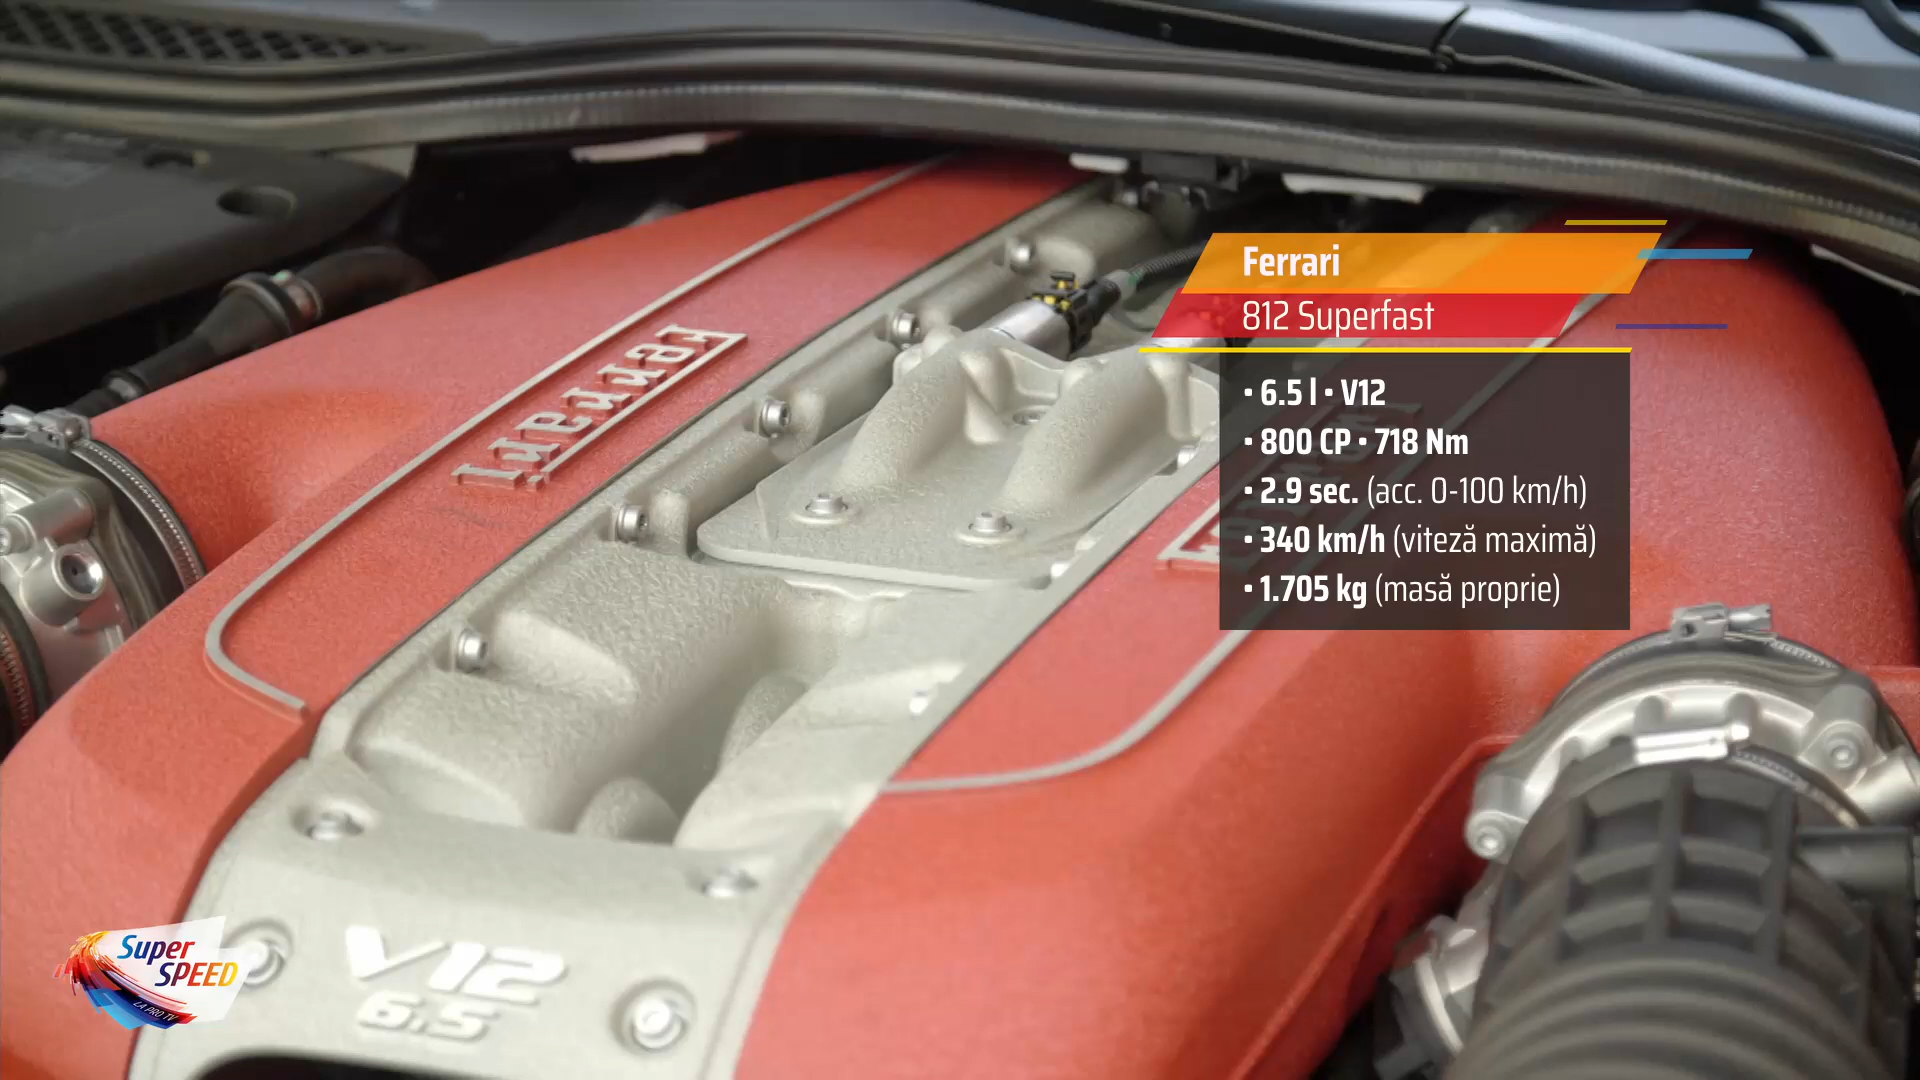 Ferrari
812 Superfast
Ferrari
• 6.5 l • V12
• 800 CP • 718 Nm
• 2.9 sec. (acc. 0-100 km/h)
• 340 km/h (viteză maximă)
• 1.705 kg (masă proprie)
V12
6.5
Super
SPEED
LA PRO TV